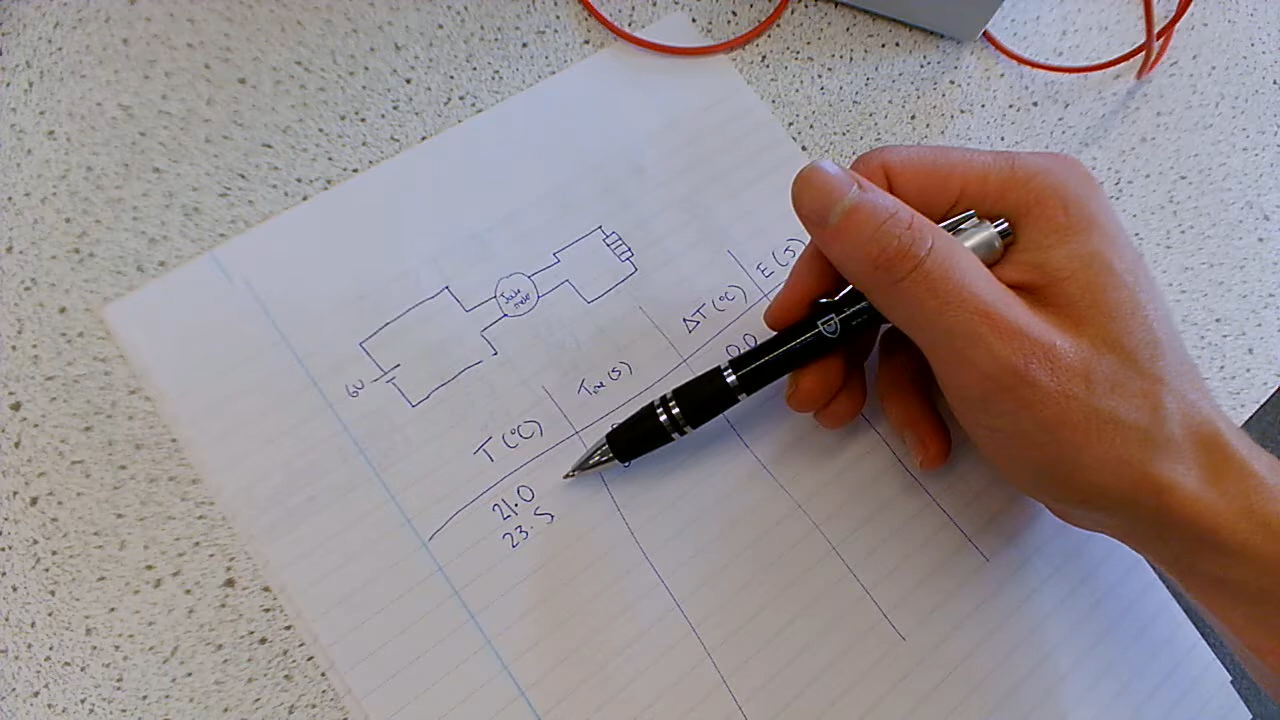 Joule
meter
6V
T (°C)
Time (s)
ΔT (°C)
E (J)
21.0
0.0
23.5